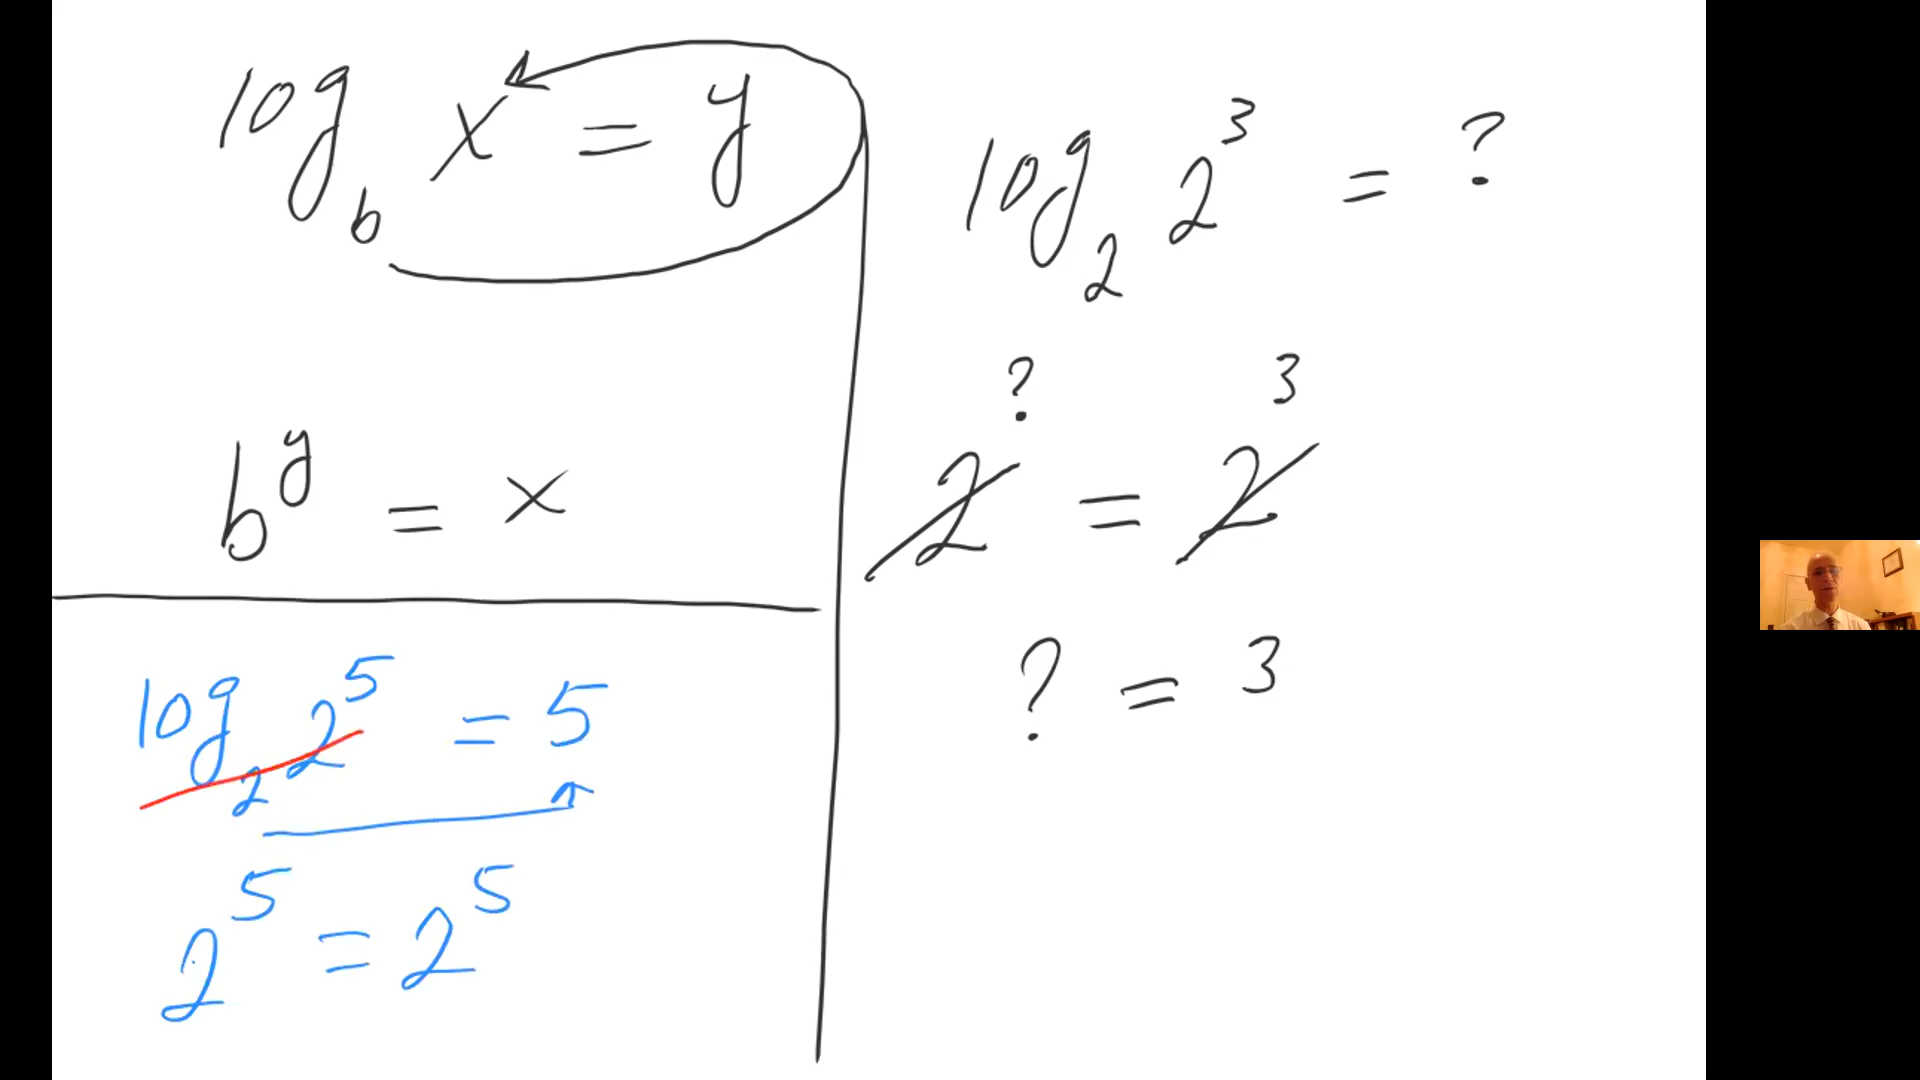 log_b x = y
b^y = x
log_2 2^5 = 5
2^5 = 2^5
log_2 2^3 = ?
2^? = 2^3
? = 3